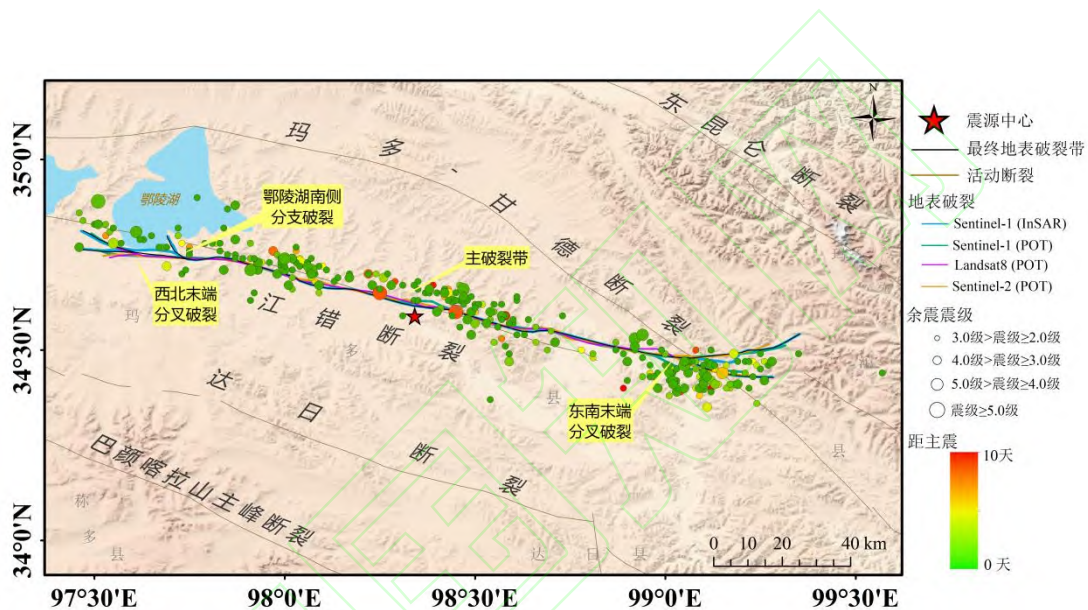 东昆仑断裂
玛多-甘德断裂
鄂陵湖
鄂陵湖南侧
分支破裂
主破裂带
西北末端
分叉破裂
江错断裂
玛
多
县
东南末端
分叉破裂
达日断裂
巴颜喀拉山主峰断裂
称
多
县
达 日 县
县
0 10 20 40 km
35°0'N
34°30'N
34°0'N
97°30'E 98°0'E 98°30'E 99°0'E 99°30'E
N
震源中心
最终地表破裂带
活动断裂
地表破裂
Sentinel-1 (InSAR)
Sentinel-1 (POT)
Landsat8 (POT)
Sentinel-2 (POT)
余震震级
3.0级>震级≥2.0级
4.0级>震级≥3.0级
5.0级>震级≥4.0级
震级≥5.0级
距主震
10天
0 天